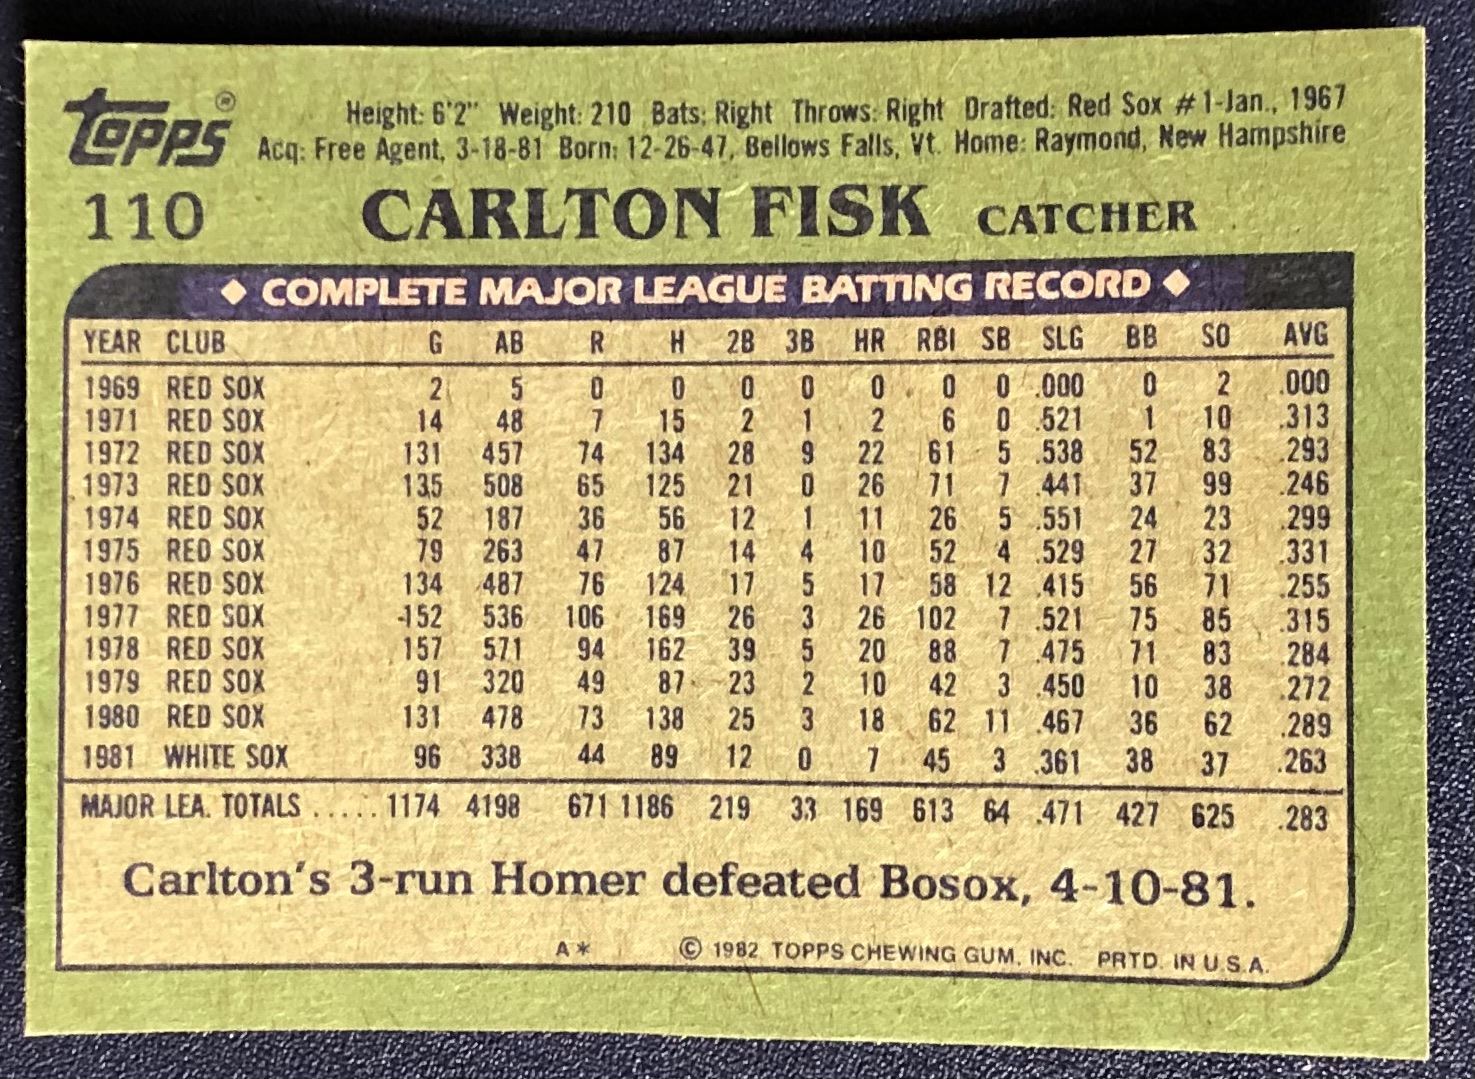 Topps®
Height: 6'2" Weight: 210 Bats: Right Throws: Right Drafted: Red Sox #1-Jan., 1967
Acq: Free Agent, 3-18-81 Born: 12-26-47, Bellows Falls, Vt. Home: Raymond, New Hampshire
110 CARLTON FISK CATCHER
◆ COMPLETE MAJOR LEAGUE BATTING RECORD ◆
YEAR CLUB G AB R H 2B 3B HR RBI SB SLG BB SO AVG
1969 RED SOX 2 5 0 0 0 0 0 0 0 .000 0 2 .000
1971 RED SOX 14 48 7 15 2 1 2 6 0 .521 1 10 .313
1972 RED SOX 131 457 74 134 28 9 22 61 5 .538 52 83 .293
1973 RED SOX 135 508 65 125 21 0 26 71 7 .441 37 99 .246
1974 RED SOX 52 187 36 56 12 1 11 26 5 .551 24 23 .299
1975 RED SOX 79 263 47 87 14 4 10 52 4 .529 27 32 .331
1976 RED SOX 134 487 76 124 17 5 17 58 12 .415 56 71 .255
1977 RED SOX 152 536 106 169 26 3 26 102 7 .521 75 85 .315
1978 RED SOX 157 571 94 162 39 5 20 88 7 .475 71 83 .284
1979 RED SOX 91 320 49 87 23 2 10 42 3 .450 10 38 .272
1980 RED SOX 131 478 73 138 25 3 18 62 11 .467 36 62 .289
1981 WHITE SOX 96 338 44 89 12 0 7 45 3 .361 38 37 .263
MAJOR LEA. TOTALS ..... 1174 4198 671 1186 219 33 169 613 64 .471 427 625 .283
Carlton's 3-run Homer defeated Bosox, 4-10-81.
A* © 1982 TOPPS CHEWING GUM, INC. PRTD. IN U.S.A.